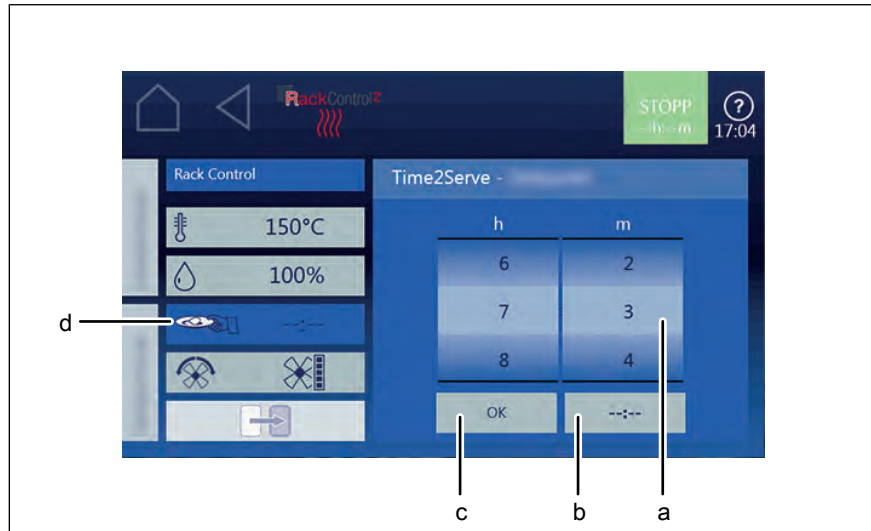 RackControl2
STOPP
--h:--m
?
17:04
Rack Control
Time2Serve -
150°C
100%
--:--
h m
6 2
7 3
8 4
OK --:--
d
c b a